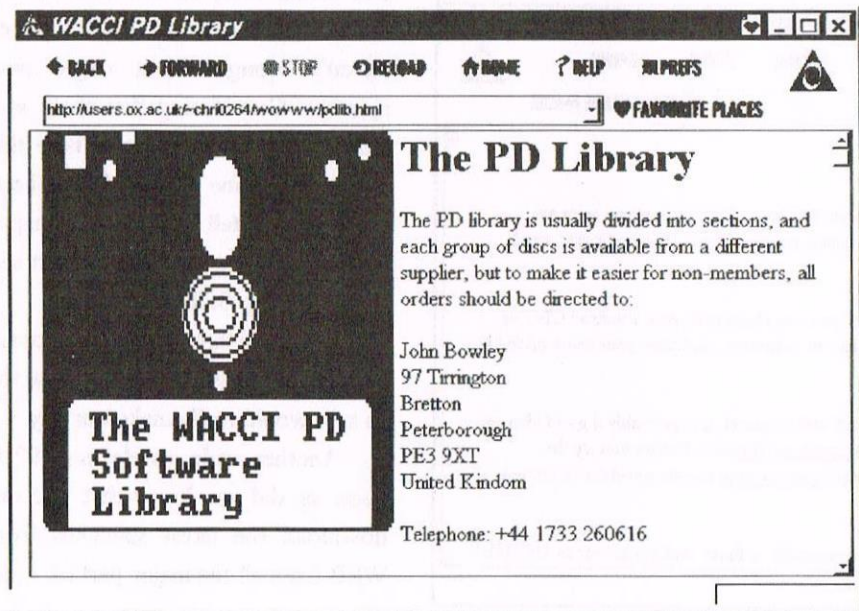 WACCI PD Library
BACK FORWARD STOP RELOAD HOME HELP PREFS
http://users.ox.ac.uk/~chri0264/wowww/pdlib.html FAVOURITE PLACES
The WACCI PD
Software
Library
The PD Library
The PD library is usually divided into sections, and
each group of discs is available from a different
supplier, but to make it easier for non-members, all
orders should be directed to:
John Bowley
97 Tirrington
Bretton
Peterborough
PE3 9XT
United Kindom
Telephone: +44 1733 260616